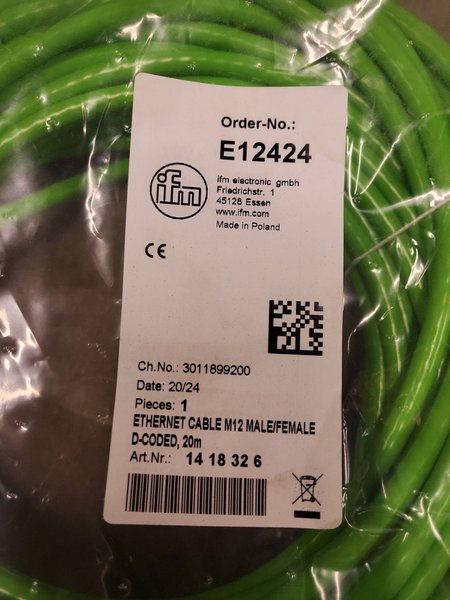 Order-No.:
E12424
ifm
ifm electronic gmbh
Friedrichstr. 1
45128 Essen
www.ifm.com
Made in Poland
CE
Ch.No.: 3011899200
Date: 20/24
Pieces: 1
ETHERNET CABLE M12 MALE/FEMALE
D-CODED, 20m
Art.Nr.: 14 18 32 6